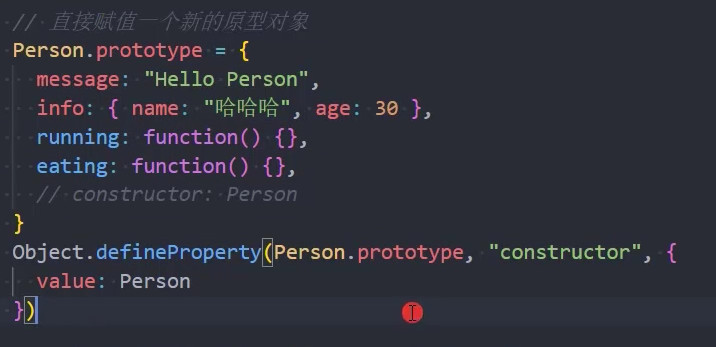 // 直接赋值一个新的原型对象
Person.prototype = {
  message: "Hello Person",
  info: { name: "哈哈哈", age: 30 },
  running: function() {},
  eating: function() {},
  // constructor: Person
}
Object.defineProperty(Person.prototype, "constructor", {
  value: Person
})